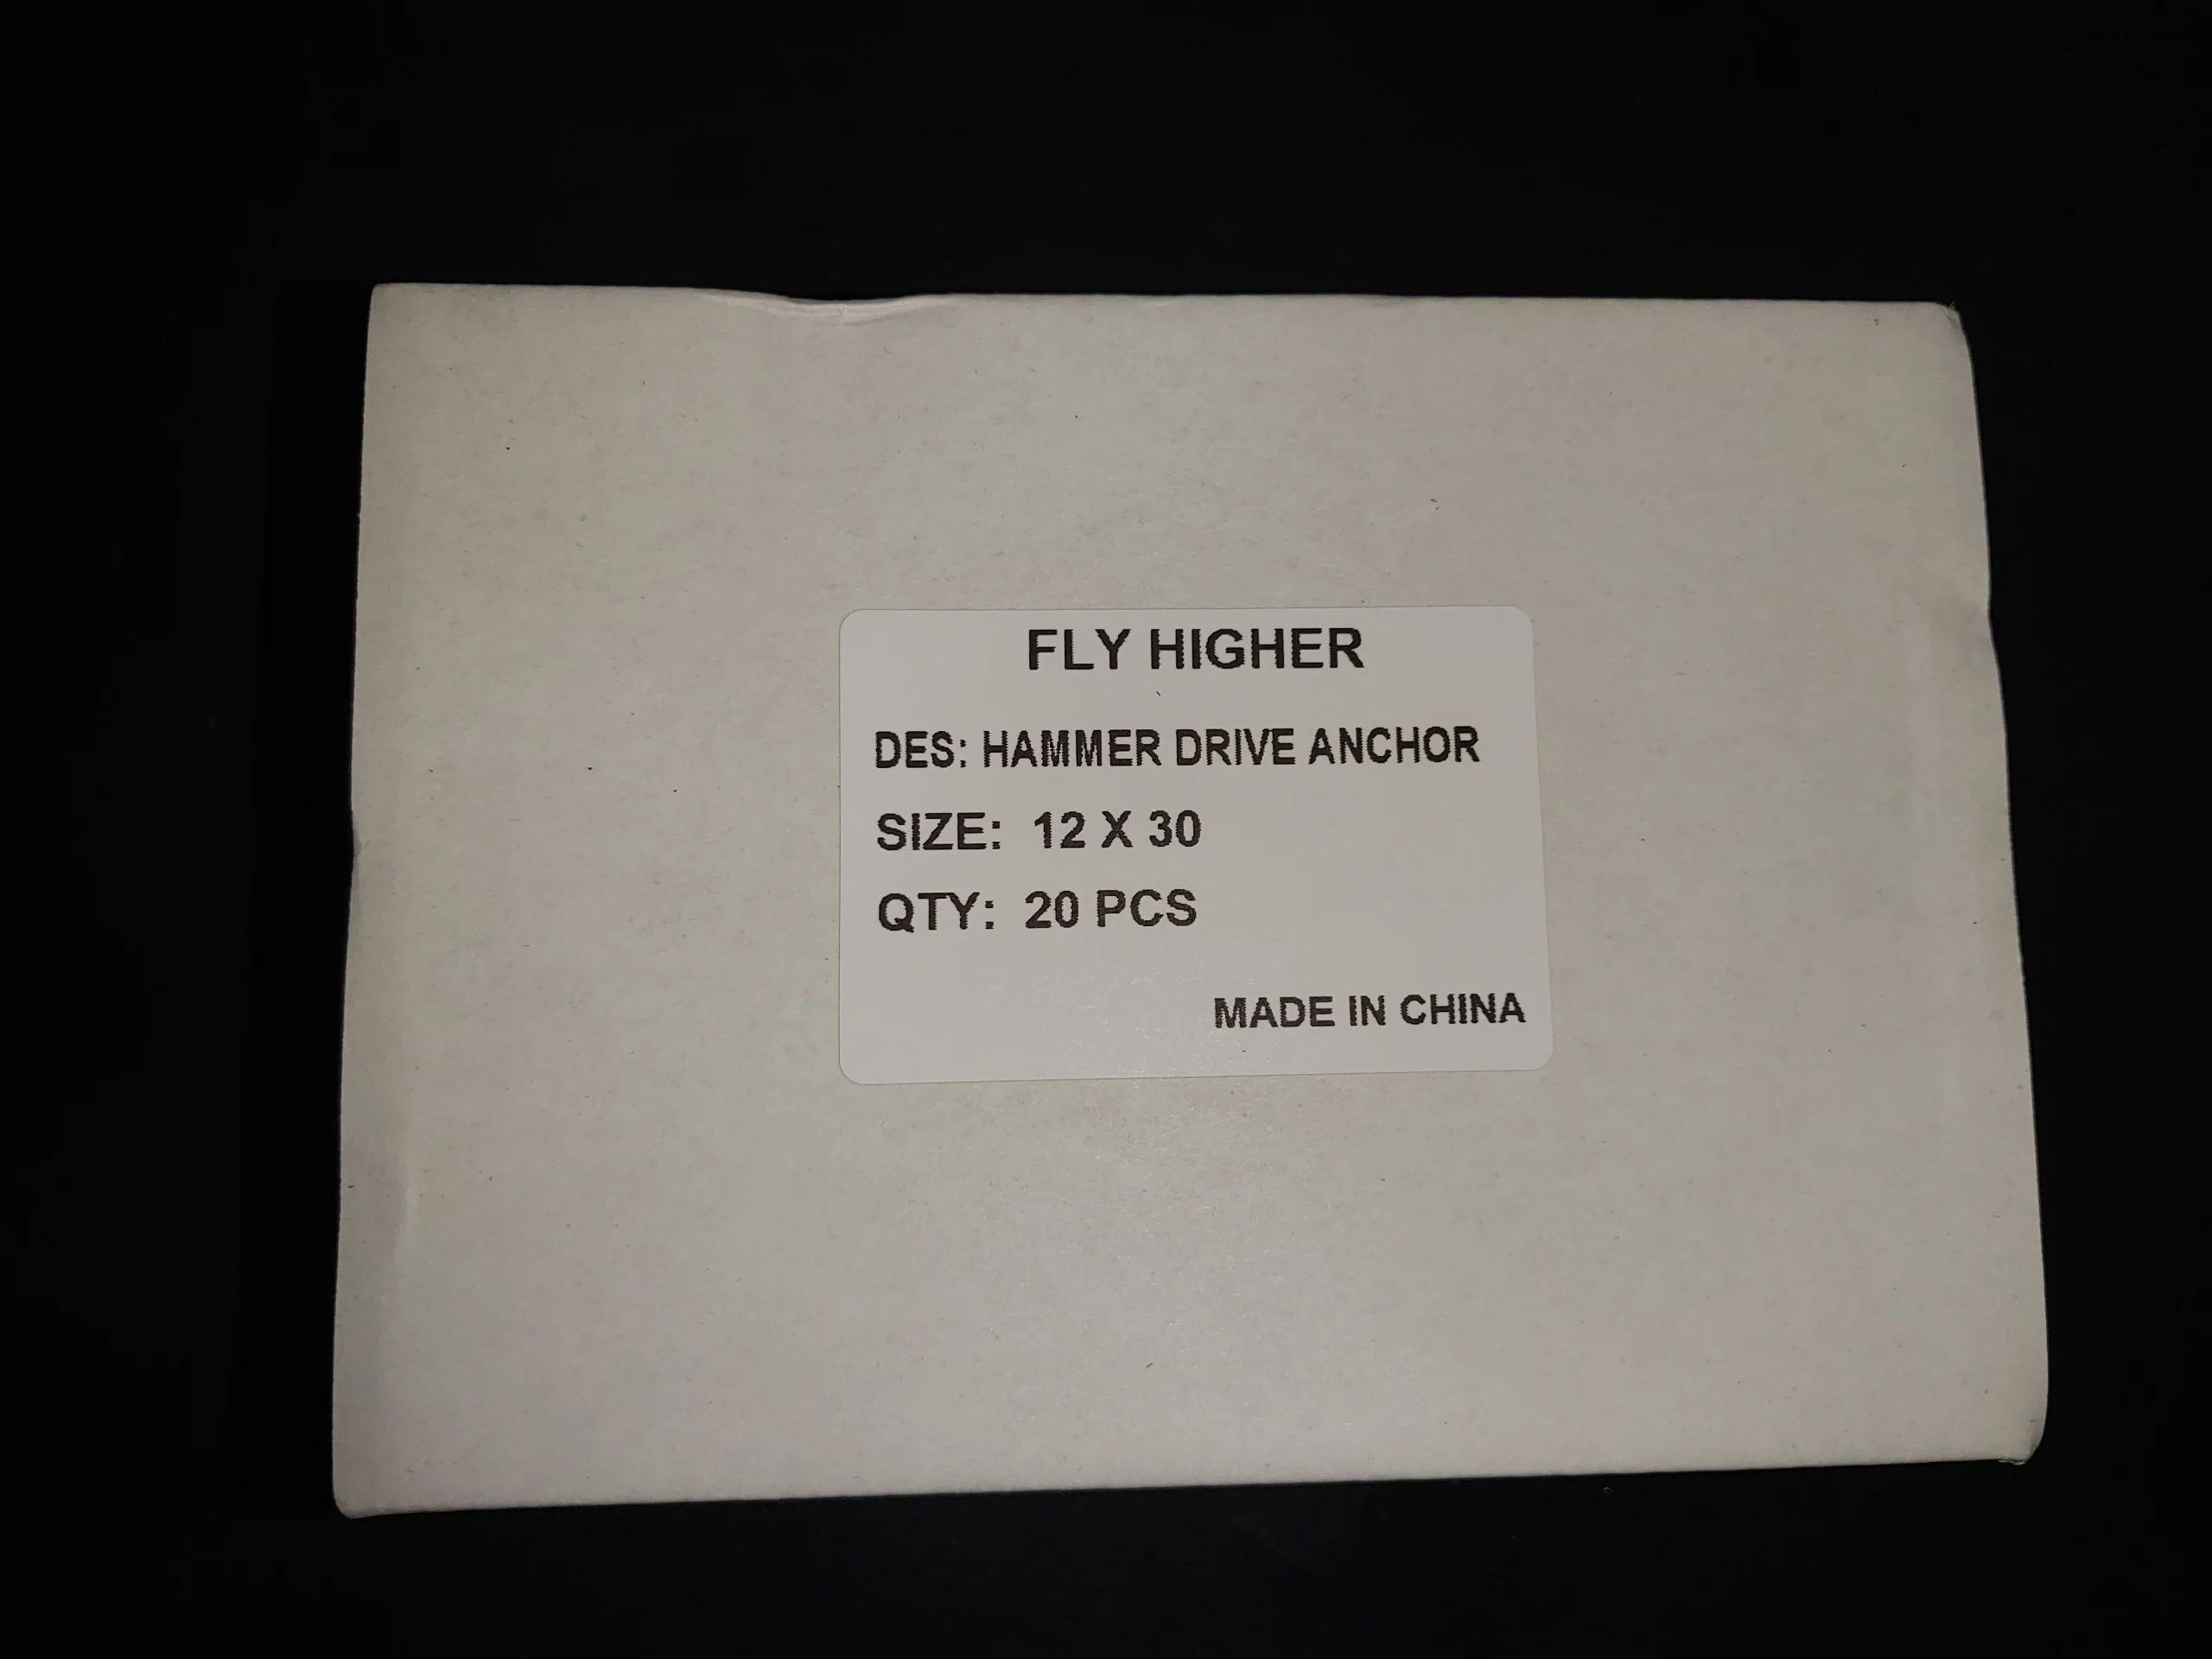 FLY HIGHER
DES: HAMMER DRIVE ANCHOR
SIZE: 12 X 30
QTY: 20 PCS
MADE IN CHINA